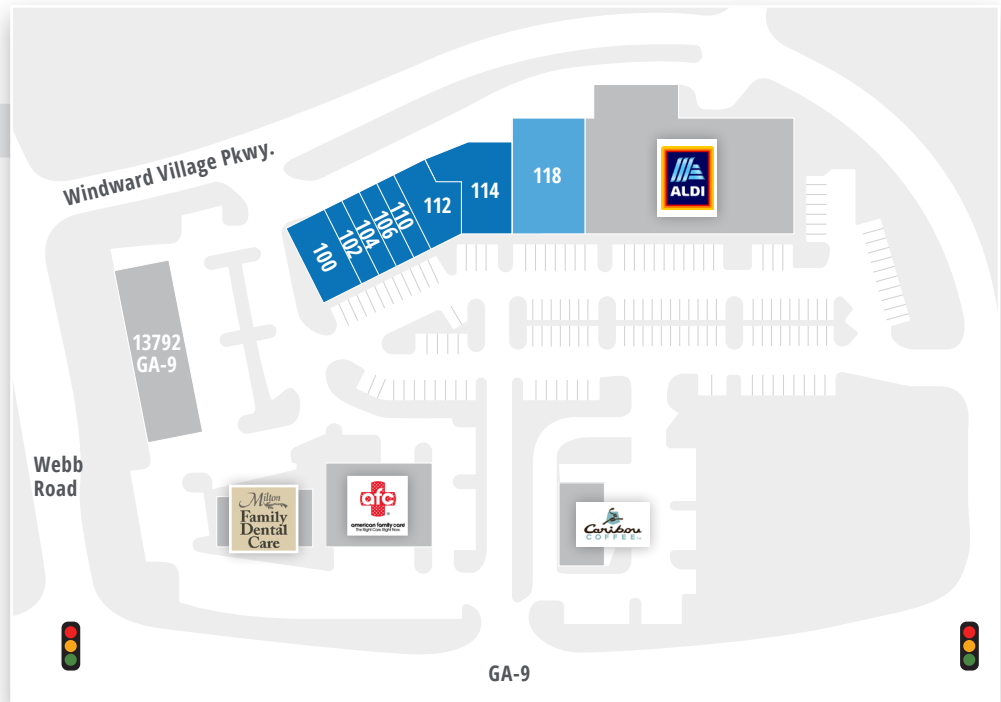 Windward Village Pkwy.
100
102
104
106
110
112
114
118
ALDI
13792
GA-9
Webb
Road
Milton
Family
Dental
Care
afc
american family care
The Right Care Right Now
Caribou
COFFEE
GA-9